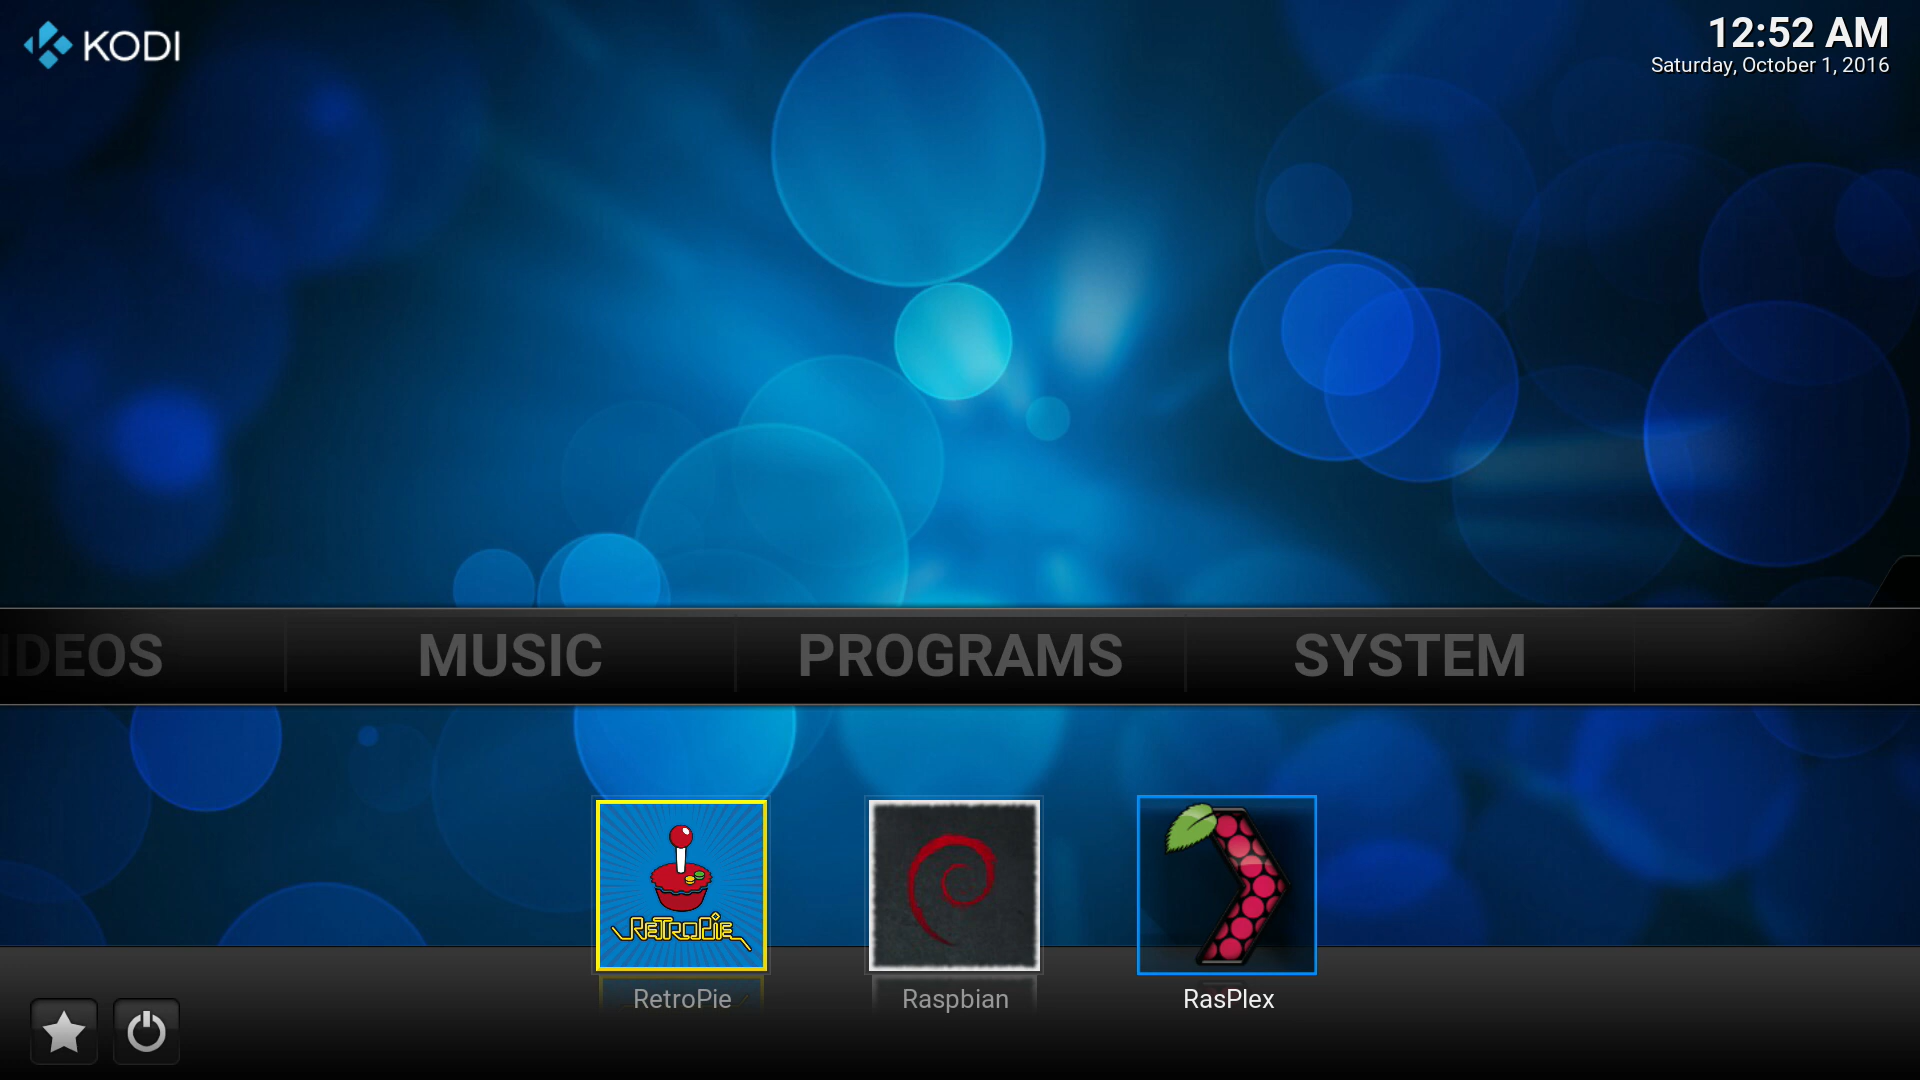 KODI
12:52 AM
Saturday, October 1, 2016
IDEOS
MUSIC
PROGRAMS
SYSTEM
RETROPIE
RetroPie
Raspbian
RasPlex